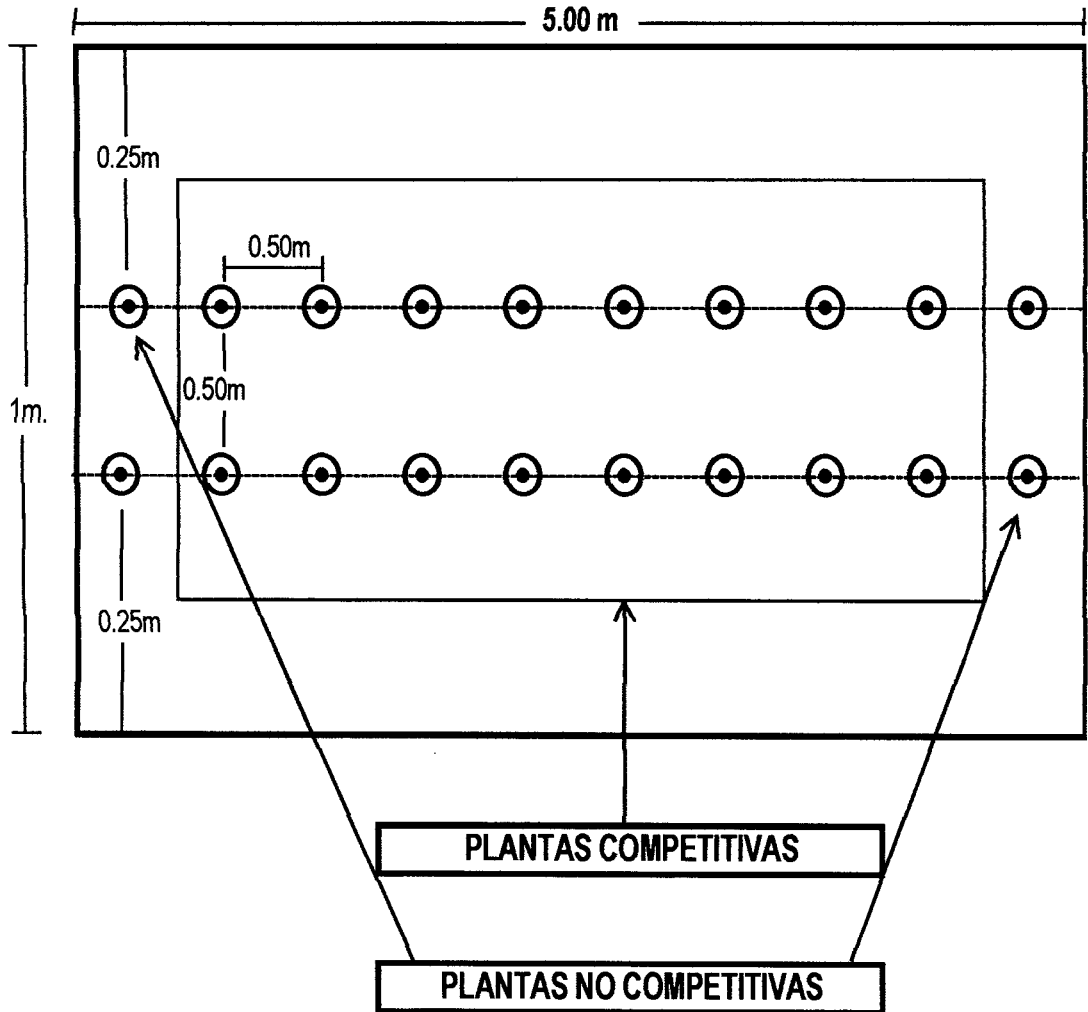 5.00 m
0.25m
0.50m
0.50m
1m.
0.25m
PLANTAS COMPETITIVAS
PLANTAS NO COMPETITIVAS